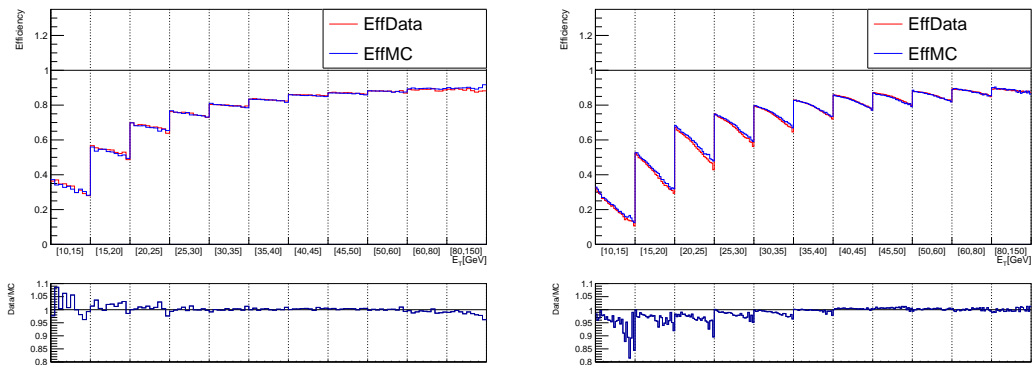 Efficiency
1.2
1
0.8
0.6
0.4
0.2
0
EffData
EffMC
[10,15] [15,20] [20,25] [25,30] [30,35] [35,40] [40,45] [45,50] [50,60] [60,80] [80,150]
E_T[GeV]
Data/MC
1.1
1.05
1
0.95
0.9
0.85
0.8
Efficiency
1.2
1
0.8
0.6
0.4
0.2
0
EffData
EffMC
[10,15] [15,20] [20,25] [25,30] [30,35] [35,40] [40,45] [45,50] [50,60] [60,80] [80,150]
E_T[GeV]
Data/MC
1.1
1.05
1
0.95
0.9
0.85
0.8